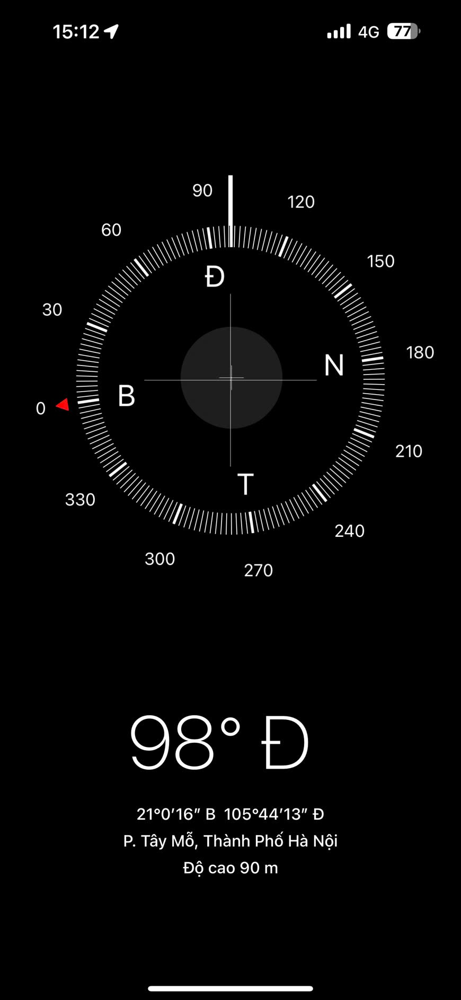 15:12 4G 77
90
120
60
150
Đ
30
180
N
B
0
210
T
330
240
300
270
98° Đ
21°0′16″ B 105°44′13″ Đ
P. Tây Mỗ, Thành Phố Hà Nội
Độ cao 90 m